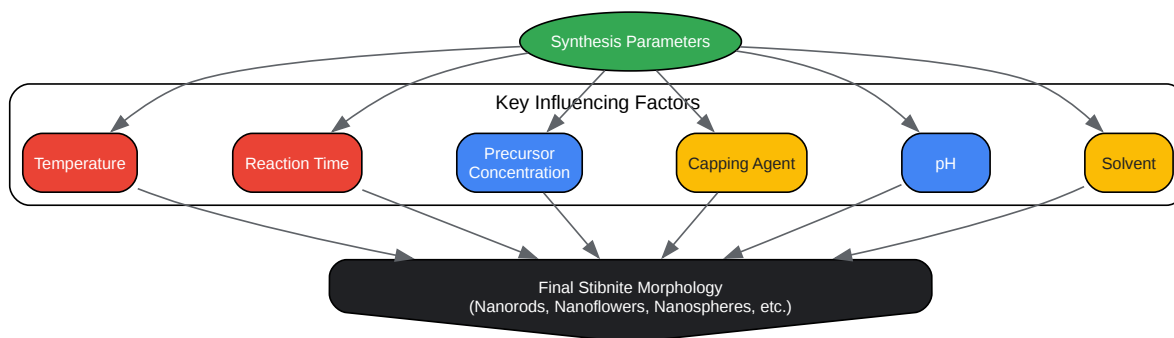 Synthesis Parameters
Key Influencing Factors
Temperature
Reaction Time
Precursor
Concentration
Capping Agent
pH
Solvent
Final Stibnite Morphology
(Nanorods, Nanoflowers, Nanospheres, etc.)